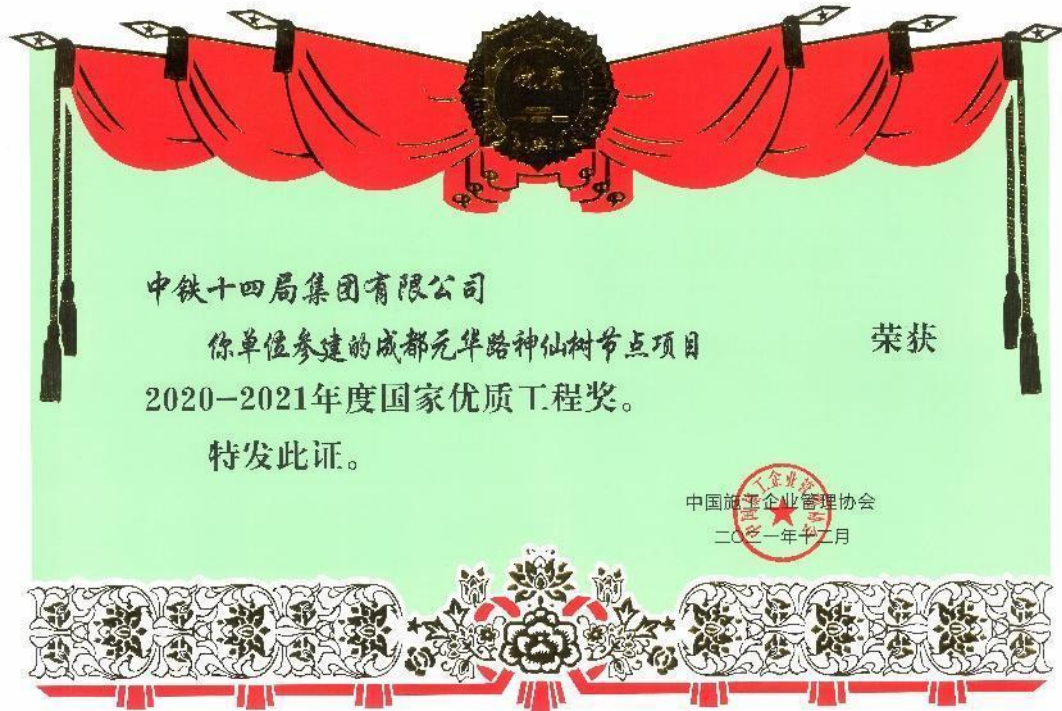 中铁十四局集团有限公司
你单位参建的成都元华路神仙树节点项目 荣获
2020-2021年度国家优质工程奖。
特发此证。
中国施工企业管理协会
二〇二一年十二月